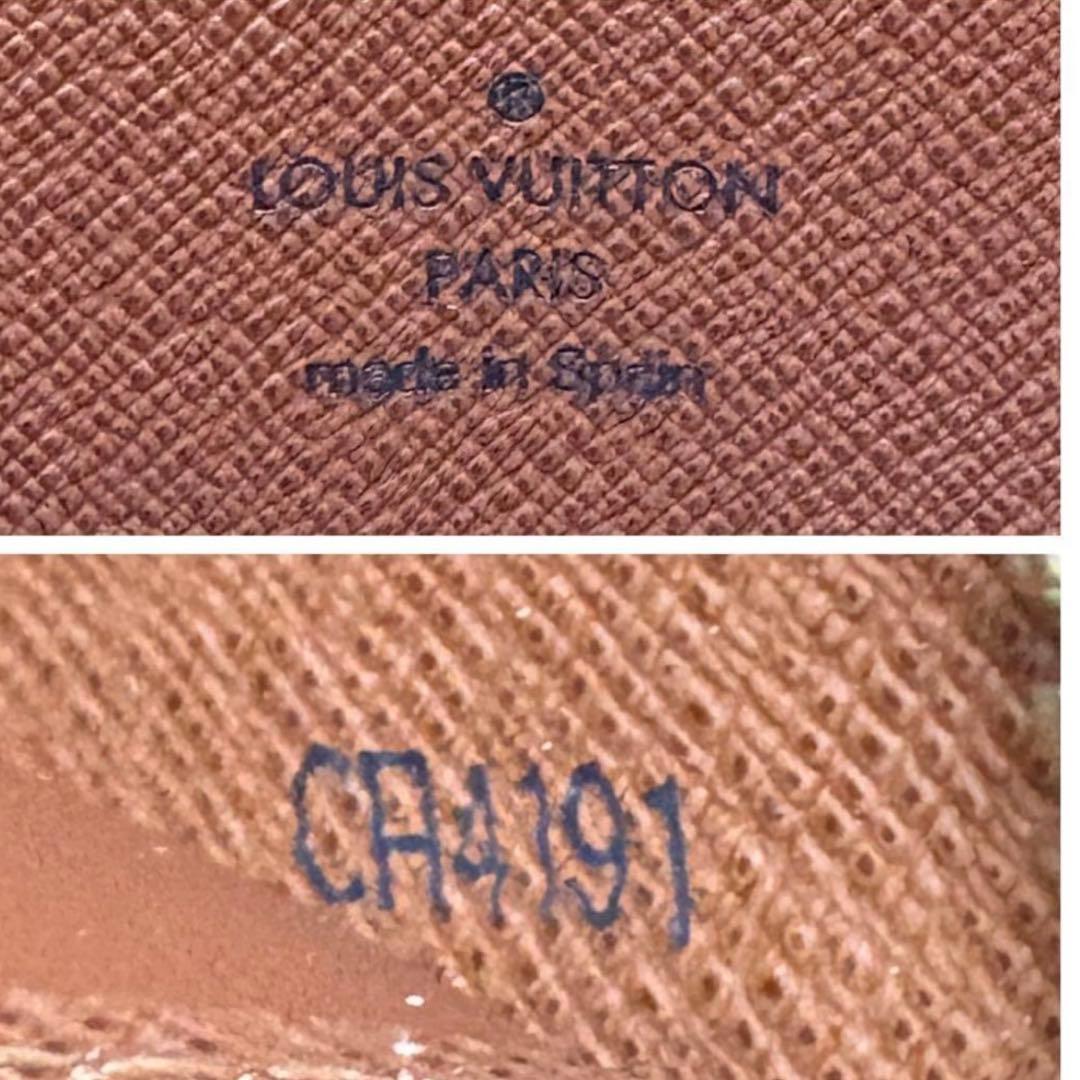 ®
LOUIS VUITTON
PARIS
made in Spain
CA4191